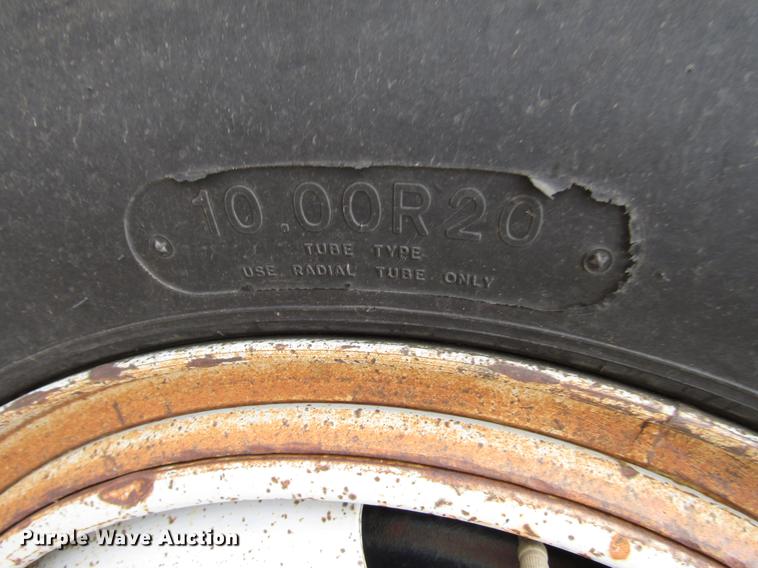 10.00R20
TUBE TYPE
USE RADIAL TUBE ONLY
Purple Wave Auction